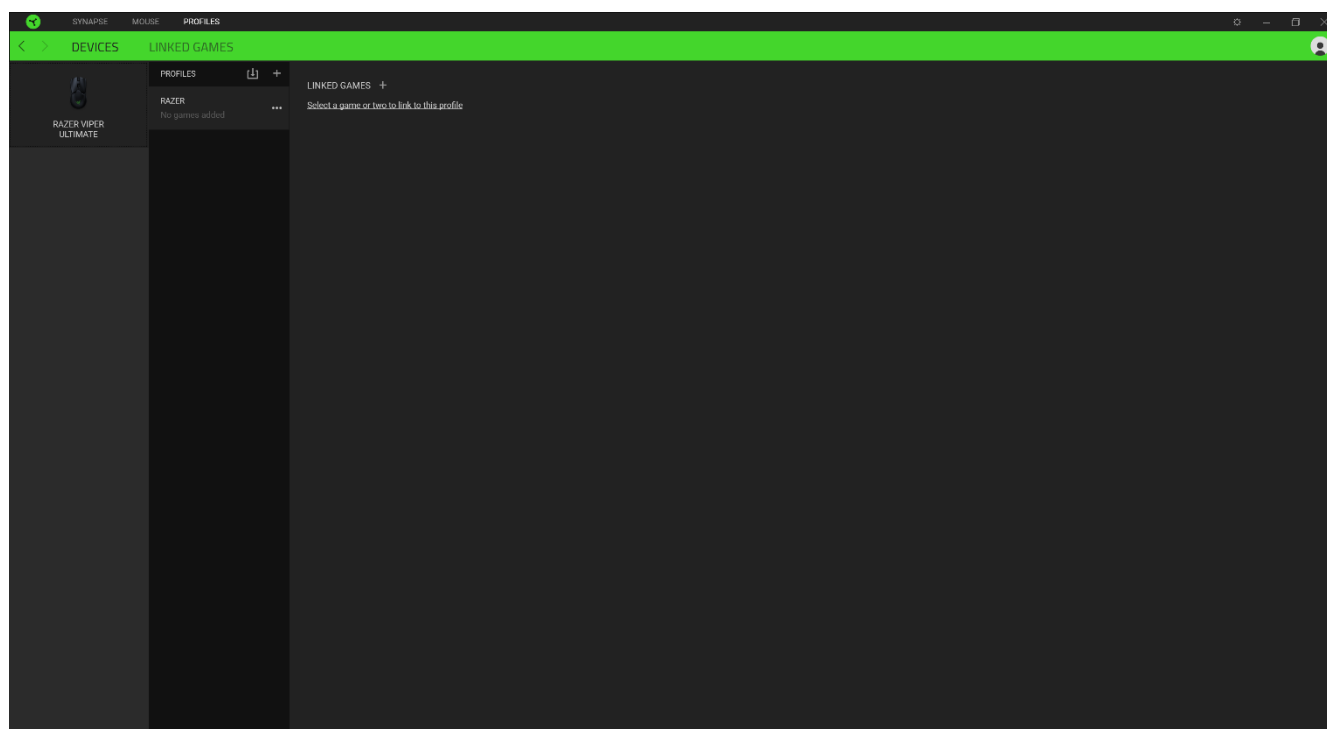 SYNAPSE MOUSE PROFILES
DEVICES LINKED GAMES
RAZER VIPER
ULTIMATE
PROFILES
RAZER
No games added
LINKED GAMES +
Select a game or two to link to this profile